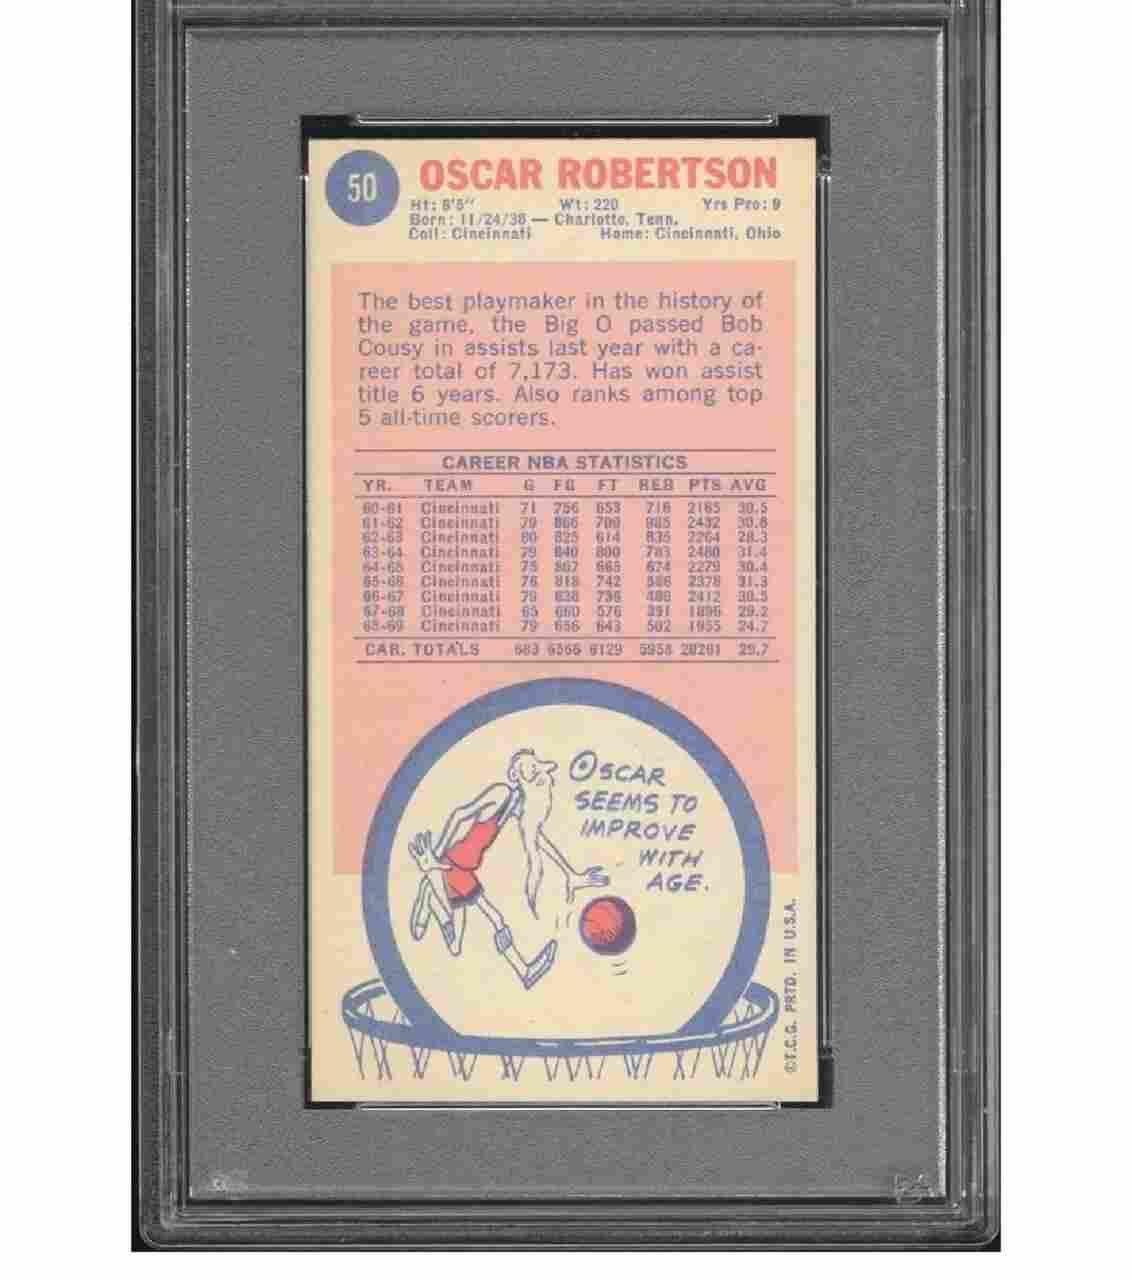 50
OSCAR ROBERTSON
Ht: 6'5" Wt: 220 Yrs Pro: 9
Born: 11/24/38 — Charlotte, Tenn.
Coll: Cincinnati Home: Cincinnati, Ohio
The best playmaker in the history of
the game, the Big O passed Bob
Cousy in assists last year with a ca-
reer total of 7,173. Has won assist
title 6 years. Also ranks among top
5 all-time scorers.
CAREER NBA STATISTICS
YR. TEAM G FG FT REB PTS AVG
60-61 Cincinnati 71 756 653 716 2165 30.5
61-62 Cincinnati 79 866 700 985 2432 30.8
62-63 Cincinnati 80 825 614 835 2264 28.3
63-64 Cincinnati 79 840 800 783 2480 31.4
64-65 Cincinnati 75 807 665 674 2279 30.4
65-66 Cincinnati 76 818 742 586 2378 31.3
66-67 Cincinnati 79 838 736 486 2412 30.5
67-68 Cincinnati 65 660 576 391 1896 29.2
68-69 Cincinnati 79 656 643 502 1955 24.7
CAR. TOTALS 683 6566 6129 5958 20261 29.7
OSCAR
SEEMS TO
IMPROVE
WITH
AGE.
©T.C.G. PRTD. IN U.S.A.